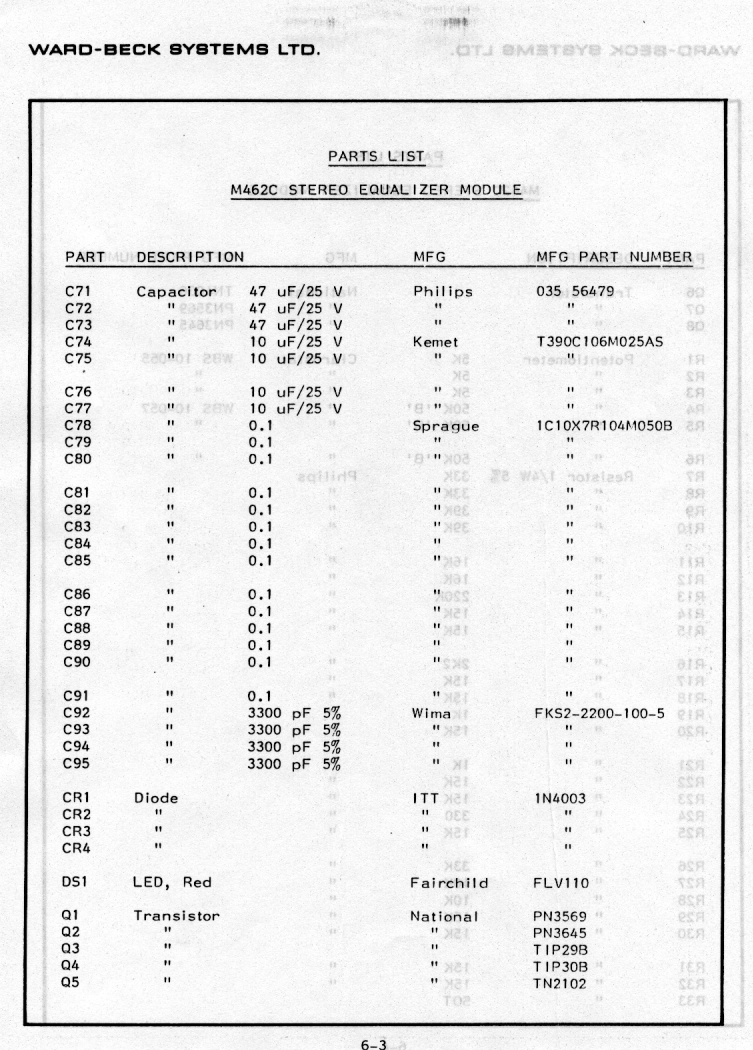 WARD-BECK SYSTEMS LTD.
PARTS LIST
M462C STEREO EQUALIZER MODULE
PART DESCRIPTION MFG MFG PART NUMBER
C71 Capacitor 47 uF/25 V Philips 035 56479
C72 " 47 uF/25 V " "
C73 " 47 uF/25 V " "
C74 " 10 uF/25 V Kemet T390C106M025AS
C75 " 10 uF/25 V " "
C76 " 10 uF/25 V " "
C77 " 10 uF/25 V " "
C78 " 0.1 Sprague 1C10X7R104M050B
C79 " 0.1 " "
C80 " 0.1 " "
C81 " 0.1 " "
C82 " 0.1 " "
C83 " 0.1 " "
C84 " 0.1 " "
C85 " 0.1 " "
C86 " 0.1 " "
C87 " 0.1 " "
C88 " 0.1 " "
C89 " 0.1 " "
C90 " 0.1 " "
C91 " 0.1 " "
C92 " 3300 pF 5% Wima FKS2-2200-100-5
C93 " 3300 pF 5% " "
C94 " 3300 pF 5% " "
C95 " 3300 pF 5% " "
CR1 Diode ITT 1N4003
CR2 " " "
CR3 " " "
CR4 " " "
DS1 LED, Red Fairchild FLV110
Q1 Transistor National PN3569
Q2 " " PN3645
Q3 " " TIP29B
Q4 " " TIP30B
Q5 " " TN2102
6-3